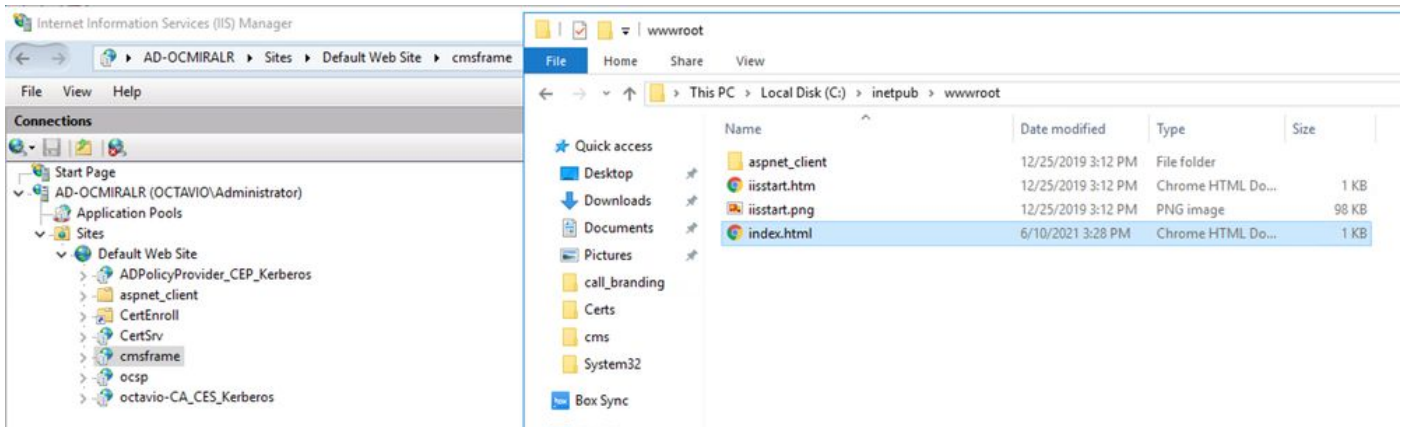 Internet Information Services (IIS) Manager
AD-OCMIRALR Sites Default Web Site cmsframe
File View Help
Connections
Start Page
AD-OCMIRALR (OCTAVIO\Administrator)
Application Pools
Sites
Default Web Site
ADPolicyProvider_CEP_Kerberos
aspnet_client
CertEnroll
CertSrv
cmsframe
ocsp
octavio-CA_CES_Kerberos
wwwroot
File Home Share View
This PC Local Disk (C:) inetpub wwwroot
Quick access
Desktop
Downloads
Documents
Pictures
call_branding
Certs
cms
System32
Box Sync
Name Date modified Type Size
aspnet_client 12/25/2019 3:12 PM File folder
iisstart.htm 12/25/2019 3:12 PM Chrome HTML Do... 1 KB
iisstart.png 12/25/2019 3:12 PM PNG image 98 KB
index.html 6/10/2021 3:28 PM Chrome HTML Do... 1 KB